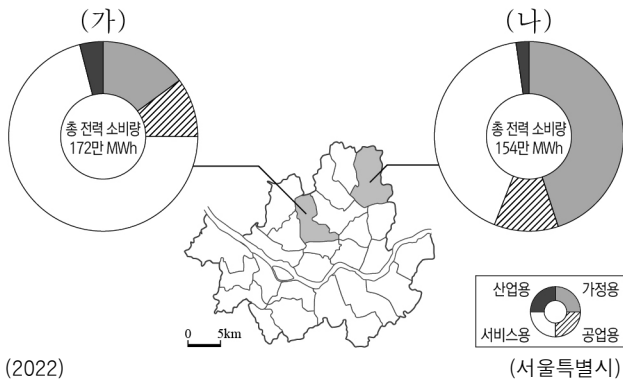 (가)
(나)
총 전력 소비량
172만 MWh
총 전력 소비량
154만 MWh
산업용
가정용
서비스용
공업용
0 5km
(2022)
(서울특별시)